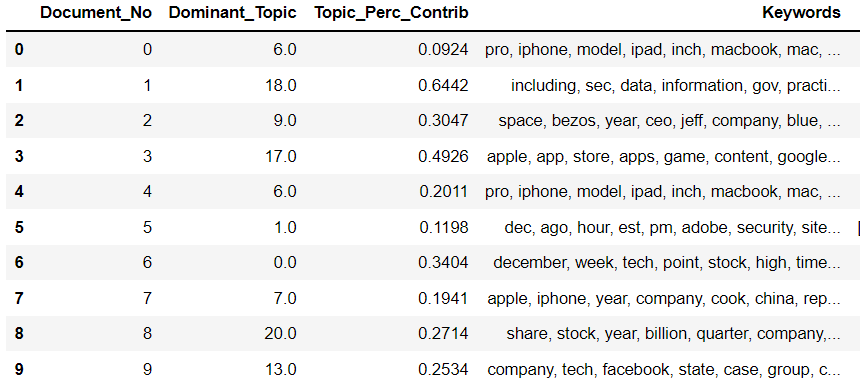 Document_No Dominant_Topic Topic_Perc_Contrib Keywords
0 0 6.0 0.0924 pro, iphone, model, ipad, inch, macbook, mac, ...
1 1 18.0 0.6442 including, sec, data, information, gov, practi...
2 2 9.0 0.3047 space, bezos, year, ceo, jeff, company, blue, ...
3 3 17.0 0.4926 apple, app, store, apps, game, content, google...
4 4 6.0 0.2011 pro, iphone, model, ipad, inch, macbook, mac, ...
5 5 1.0 0.1198 dec, ago, hour, est, pm, adobe, security, site...
6 6 0.0 0.3404 december, week, tech, point, stock, high, time...
7 7 7.0 0.1941 apple, iphone, year, company, cook, china, rep...
8 8 20.0 0.2714 share, stock, year, billion, quarter, company,...
9 9 13.0 0.2534 company, tech, facebook, state, case, group, c...